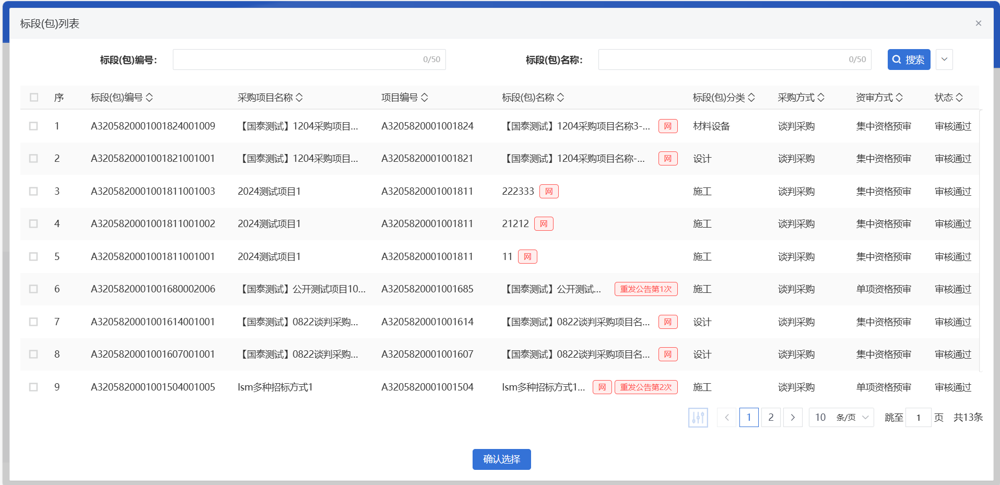 标段(包)列表
标段(包)编号: 0/50 标段(包)名称: 0/50 搜索
序 标段(包)编号 采购项目名称 项目编号 标段(包)名称 标段(包)分类 采购方式 资审方式 状态
1 A3205820001001824001009 【国泰测试】1204采购项目... A3205820001001824 【国泰测试】1204采购项目名称3-... 网 材料设备 谈判采购 集中资格预审 审核通过
2 A3205820001001821001001 【国泰测试】1204采购项目... A3205820001001821 【国泰测试】1204采购项目名称-... 网 设计 谈判采购 集中资格预审 审核通过
3 A3205820001001811001003 2024测试项目1 A3205820001001811 222333 网 施工 谈判采购 集中资格预审 审核通过
4 A3205820001001811001002 2024测试项目1 A3205820001001811 21212 网 施工 谈判采购 集中资格预审 审核通过
5 A3205820001001811001001 2024测试项目1 A3205820001001811 11 网 施工 谈判采购 集中资格预审 审核通过
6 A3205820001001680002006 【国泰测试】公开测试项目10... A3205820001001685 【国泰测试】公开测试... 重发公告第1次 施工 谈判采购 单项资格预审 审核通过
7 A3205820001001614001001 【国泰测试】0822谈判采购... A3205820001001614 【国泰测试】0822谈判采购项目名... 网 设计 谈判采购 集中资格预审 审核通过
8 A3205820001001607001001 【国泰测试】0822谈判采购... A3205820001001607 【国泰测试】0822谈判采购项目名... 网 设计 谈判采购 集中资格预审 审核通过
9 A3205820001001504001005 lsm多种招标方式1 A3205820001001504 lsm多种招标方式1... 网 重发公告第2次 施工 谈判采购 单项资格预审 审核通过
1 2 10 条/页 跳至 1 页 共13条
确认选择